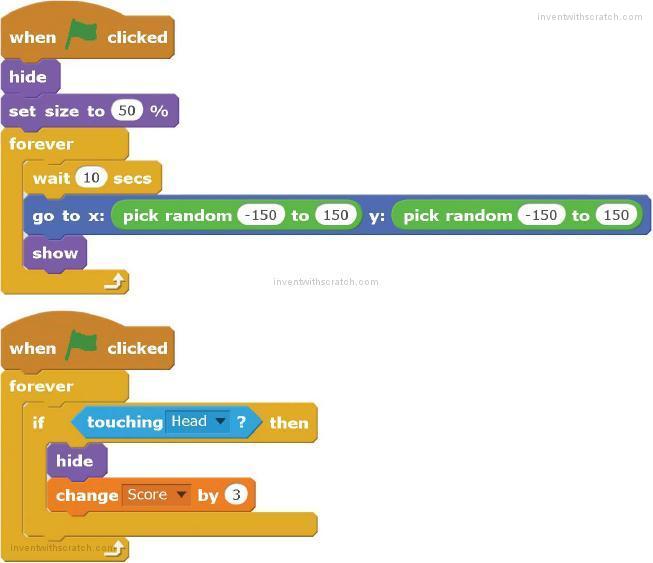 inventwithscratch.com
when clicked
hide
set size to 50 %
forever
wait 10 secs
go to x: pick random -150 to 150 y: pick random -150 to 150
show
inventwithscratch.com
when clicked
forever
if touching Head ? then
hide
change Score by 3
inventwithscratch.com